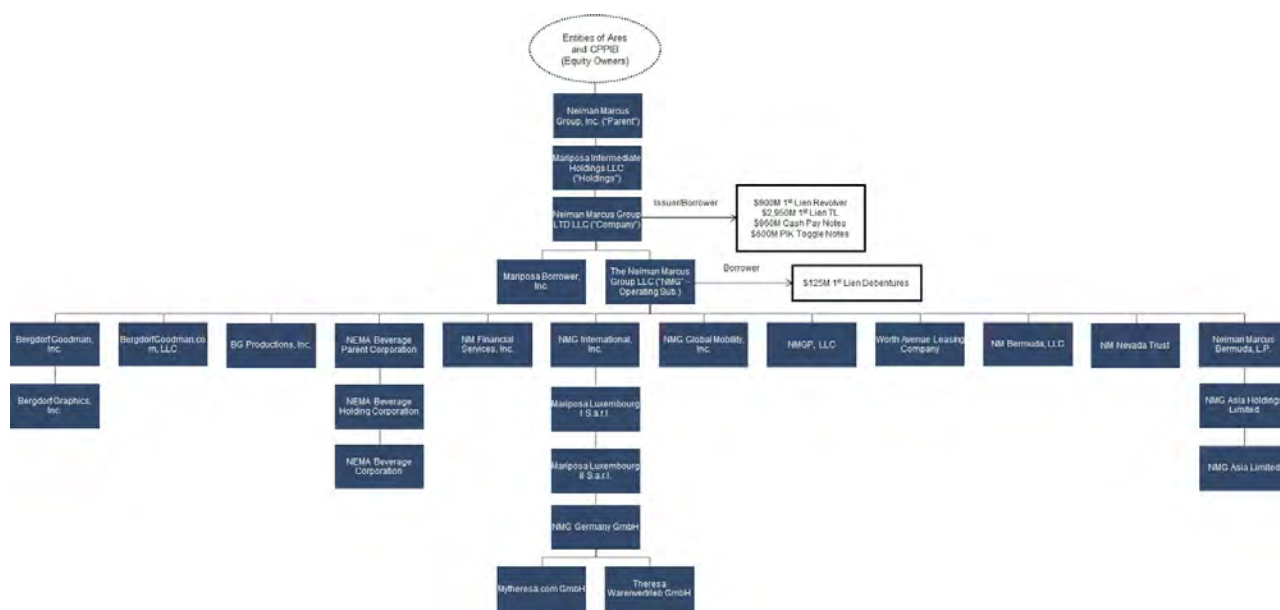 Entities of Ares
and CPPIB
(Equity Owners)
Neiman Marcus
Group, Inc. ("Parent")
Mariposa Intermediate
Holdings LLC
("Holdings")
Neiman Marcus Group
LTD LLC ("Company")
Issuer/Borrower
$900M 1st Lien Revolver
$2,950M 1st Lien TL
$960M Cash Pay Notes
$600M PIK Toggle Notes
Mariposa Borrower,
Inc.
The Neiman Marcus
Group LLC ("NMG" –
Operating Sub.)
Borrower
$125M 1st Lien Debentures
Bergdorf Goodman,
Inc.
BergdorfGoodman.co
m, LLC
BG Productions, Inc.
NEMA Beverage
Parent Corporation
NM Financial
Services, Inc.
NMG International,
Inc.
NMG Global Mobility,
Inc.
NMGP, LLC
Worth Avenue Leasing
Company
NM Bermuda, LLC
NM Nevada Trust
Neiman Marcus
Bermuda, L.P.
Bergdorf Graphics,
Inc.
NEMA Beverage
Holding Corporation
Mariposa Luxembourg
I S.a.r.l.
NMG Asia Holdings
Limited
NEMA Beverage
Corporation
Mariposa Luxembourg
II S.a.r.l.
NMG Asia Limited
NMG Germany GmbH
Mytheresa.com GmbH
Theresa
Warenvertrieb GmbH